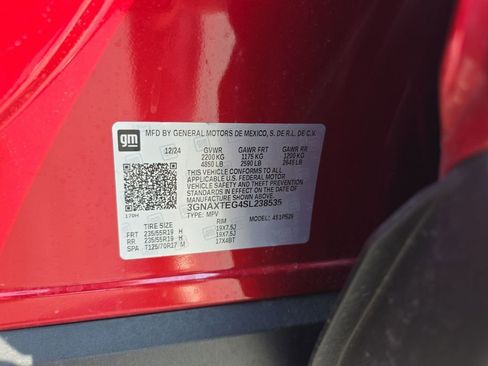 gm
MFD BY GENERAL MOTORS DE MEXICO, S. DE R.L. DE C.V.
12/24 GVWR GAWR FRT GAWR RR
2200 KG 1175 KG 1200 KG
4850 LB 2590 LB 2645 LB
THIS VEHICLE CONFORMS TO ALL
APPLICABLE U.S. FEDERAL MOTOR
VEHICLE SAFETY AND THEFT PREVENTION
STANDARDS IN EFFECT ON THE DATE OF
MANUFACTURE SHOWN ABOVE.
3GNAXTEG4SL238535
170H TYPE: MPV MODEL:
TIRE SIZE RIM
FRT 235/55R19 H 19X7.5J
RR 235/55R19 H 19X7.5J
SPA T125/70R17 M 17X4BT